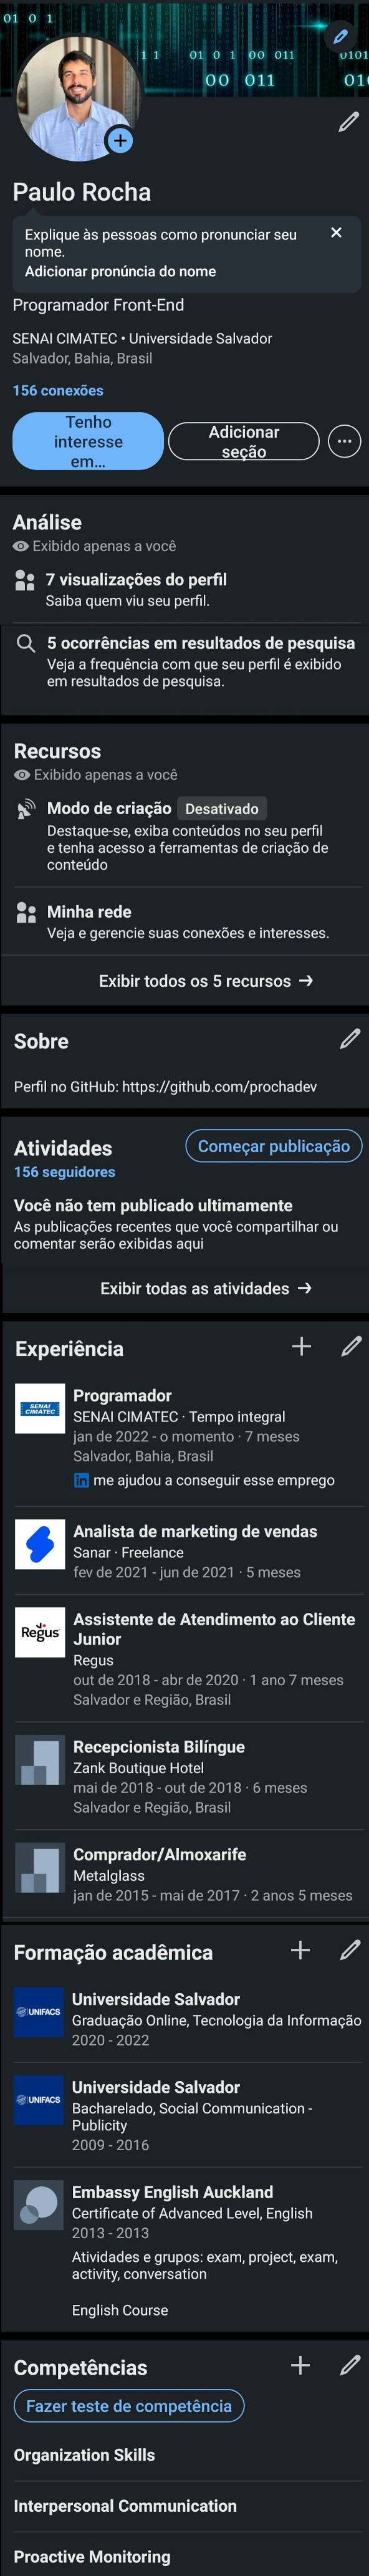 01 0 1
1 1 01 0 1 00 011 0101
00 011 010
Paulo Rocha
Explique às pessoas como pronunciar seu
nome.
Adicionar pronúncia do nome
Programador Front-End
SENAI CIMATEC • Universidade Salvador
Salvador, Bahia, Brasil
156 conexões
Tenho
interesse
em...
Adicionar
seção
Análise
Exibido apenas a você
7 visualizações do perfil
Saiba quem viu seu perfil.
5 ocorrências em resultados de pesquisa
Veja a frequência com que seu perfil é exibido
em resultados de pesquisa.
Recursos
Exibido apenas a você
Modo de criação Desativado
Destaque-se, exiba conteúdos no seu perfil
e tenha acesso a ferramentas de criação de
conteúdo
Minha rede
Veja e gerencie suas conexões e interesses.
Exibir todos os 5 recursos →
Sobre
Perfil no GitHub: https://github.com/prochadev
Atividades
Começar publicação
156 seguidores
Você não tem publicado ultimamente
As publicações recentes que você compartilhar ou
comentar serão exibidas aqui
Exibir todas as atividades →
Experiência
SENAI
CIMATEC
Programador
SENAI CIMATEC · Tempo integral
jan de 2022 - o momento · 7 meses
Salvador, Bahia, Brasil
in me ajudou a conseguir esse emprego
Analista de marketing de vendas
Sanar · Freelance
fev de 2021 - jun de 2021 · 5 meses
Regus
Assistente de Atendimento ao Cliente
Junior
Regus
out de 2018 - abr de 2020 · 1 ano 7 meses
Salvador e Região, Brasil
Recepcionista Bilíngue
Zank Boutique Hotel
mai de 2018 - out de 2018 · 6 meses
Salvador e Região, Brasil
Comprador/Almoxarife
Metalglass
jan de 2015 - mai de 2017 · 2 anos 5 meses
Formação acadêmica
UNIFACS
Universidade Salvador
Graduação Online, Tecnologia da Informação
2020 - 2022
UNIFACS
Universidade Salvador
Bacharelado, Social Communication -
Publicity
2009 - 2016
Embassy English Auckland
Certificate of Advanced Level, English
2013 - 2013
Atividades e grupos: exam, project, exam,
activity, conversation
English Course
Competências
Fazer teste de competência
Organization Skills
Interpersonal Communication
Proactive Monitoring